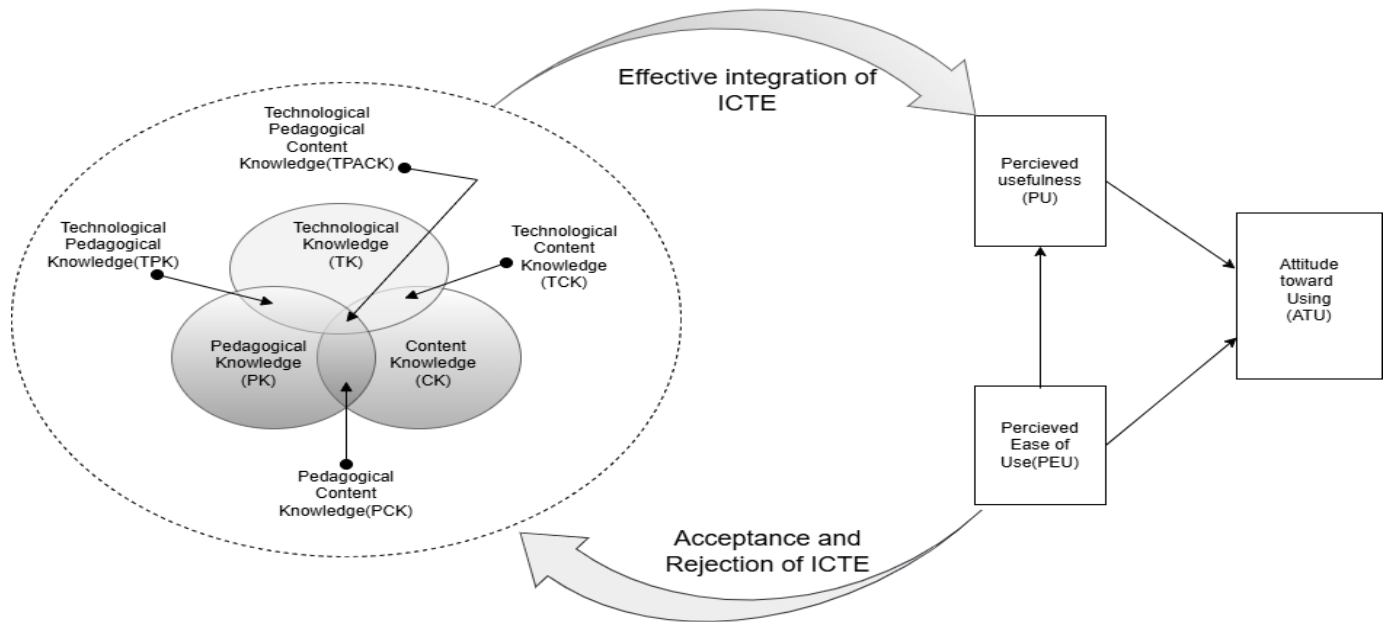 Effective integration of
ICTE
Technological
Pedagogical
Content
Knowledge(TPACK)
Technological
Pedagogical
Knowledge(TPK)
Technological
Knowledge
(TK)
Technological
Content
Knowledge
(TCK)
Pedagogical
Knowledge
(PK)
Content
Knowledge
(CK)
Pedagogical
Content
Knowledge(PCK)
Percieved
usefulness
(PU)
Attitude
toward
Using
(ATU)
Percieved
Ease of
Use(PEU)
Acceptance and
Rejection of ICTE